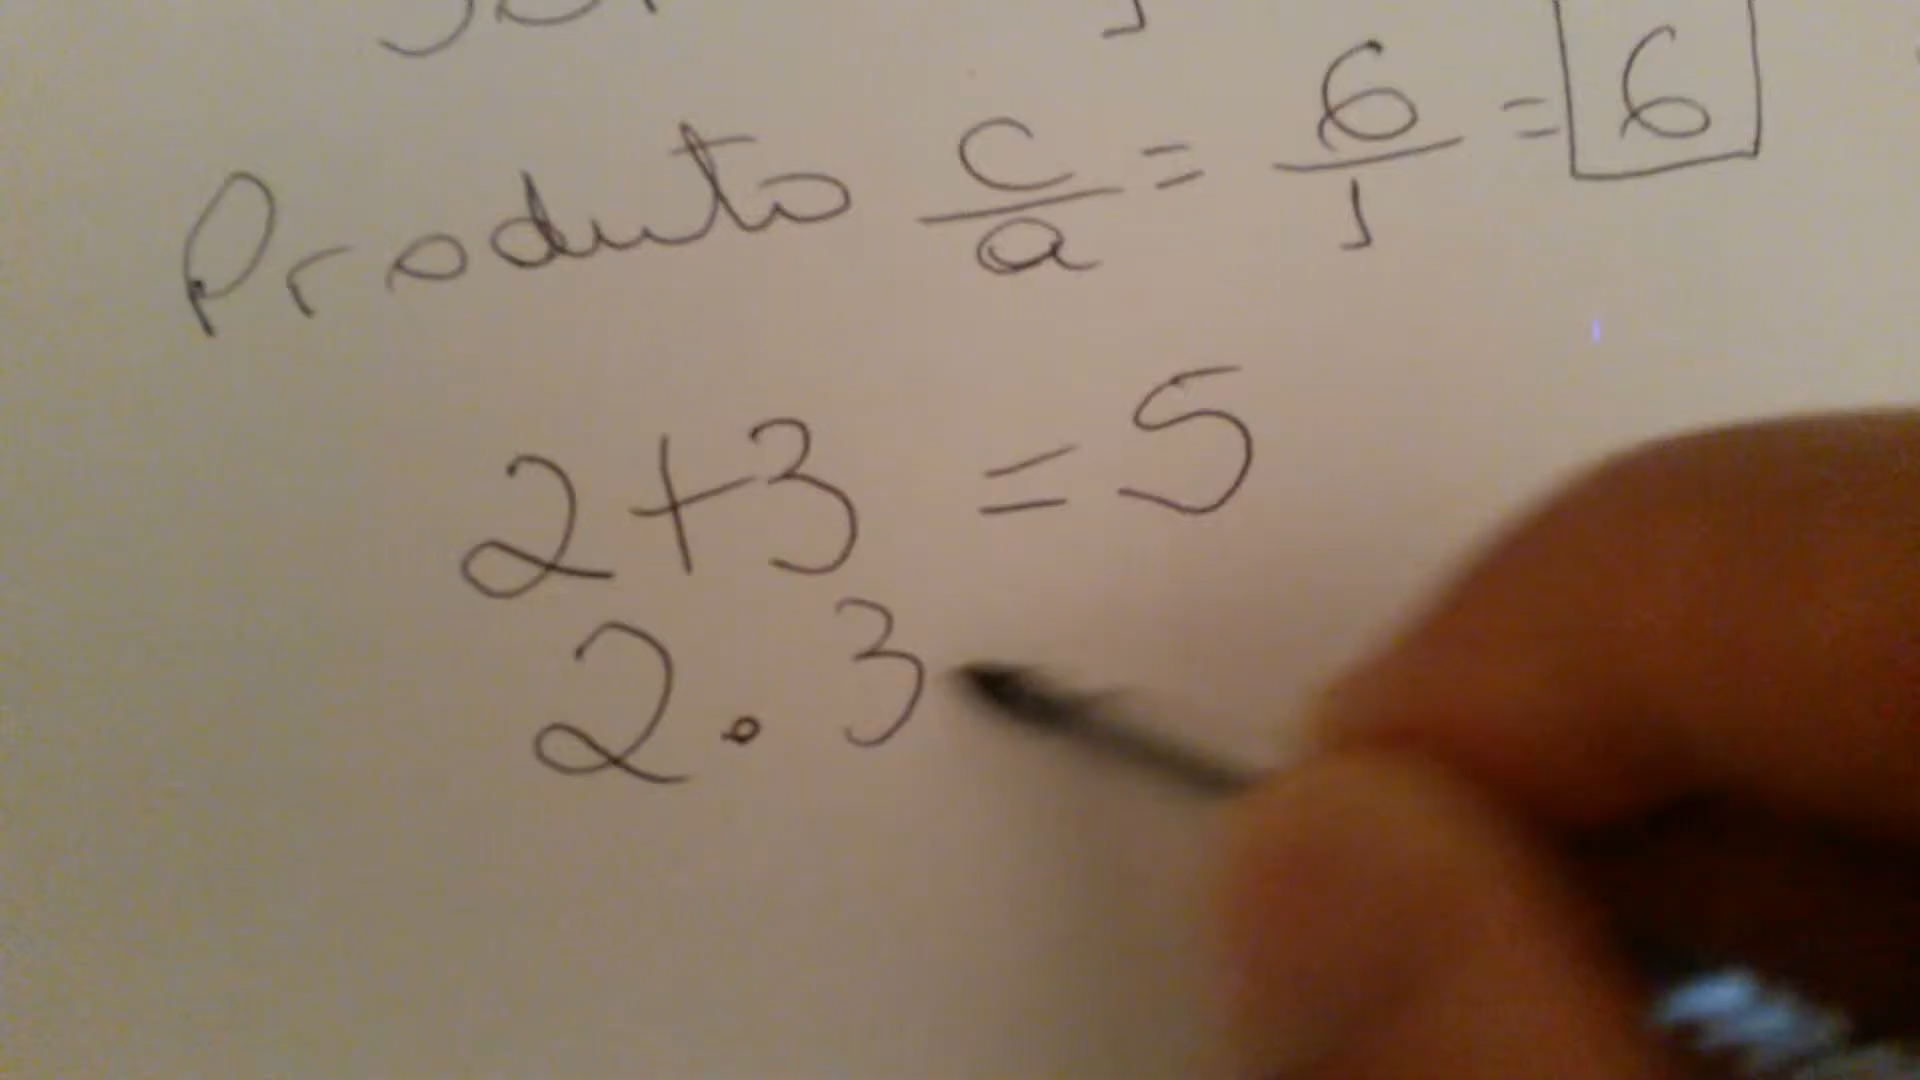 Produto c/a = 6/1 = 6
2+3 = 5
2 . 3